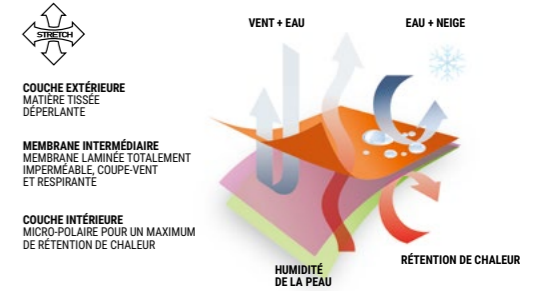 STRETCH
COUCHE EXTÉRIEURE
MATIÈRE TISSÉE
DÉPERLANTE
MEMBRANE INTERMÉDIAIRE
MEMBRANE LAMINÉE TOTALEMENT
IMPERMÉABLE, COUPE-VENT
ET RESPIRANTE
COUCHE INTÉRIEURE
MICRO-POLAIRE POUR UN MAXIMUM
DE RÉTENTION DE CHALEUR
VENT + EAU
EAU + NEIGE
HUMIDITÉ
DE LA PEAU
RÉTENTION DE CHALEUR